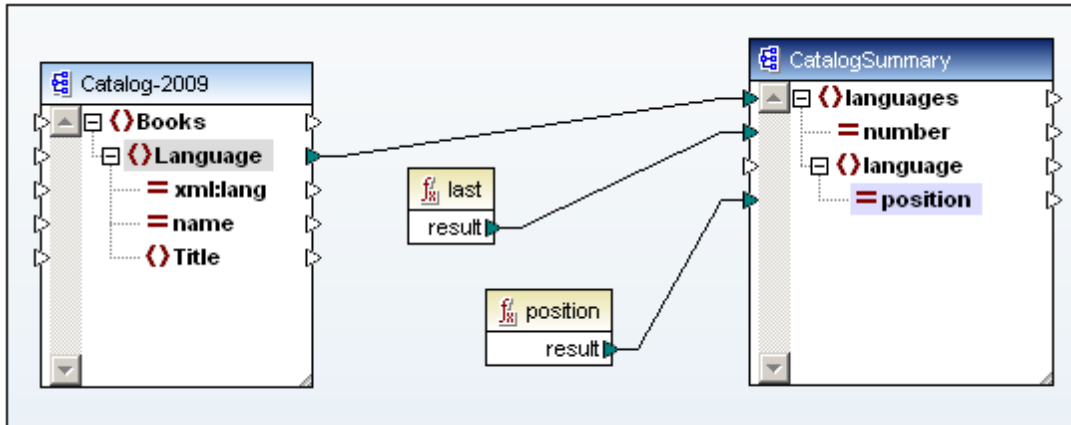 Catalog-2009
Books
Language
xml:lang
name
Title
last
result
position
result
CatalogSummary
languages
number
language
position